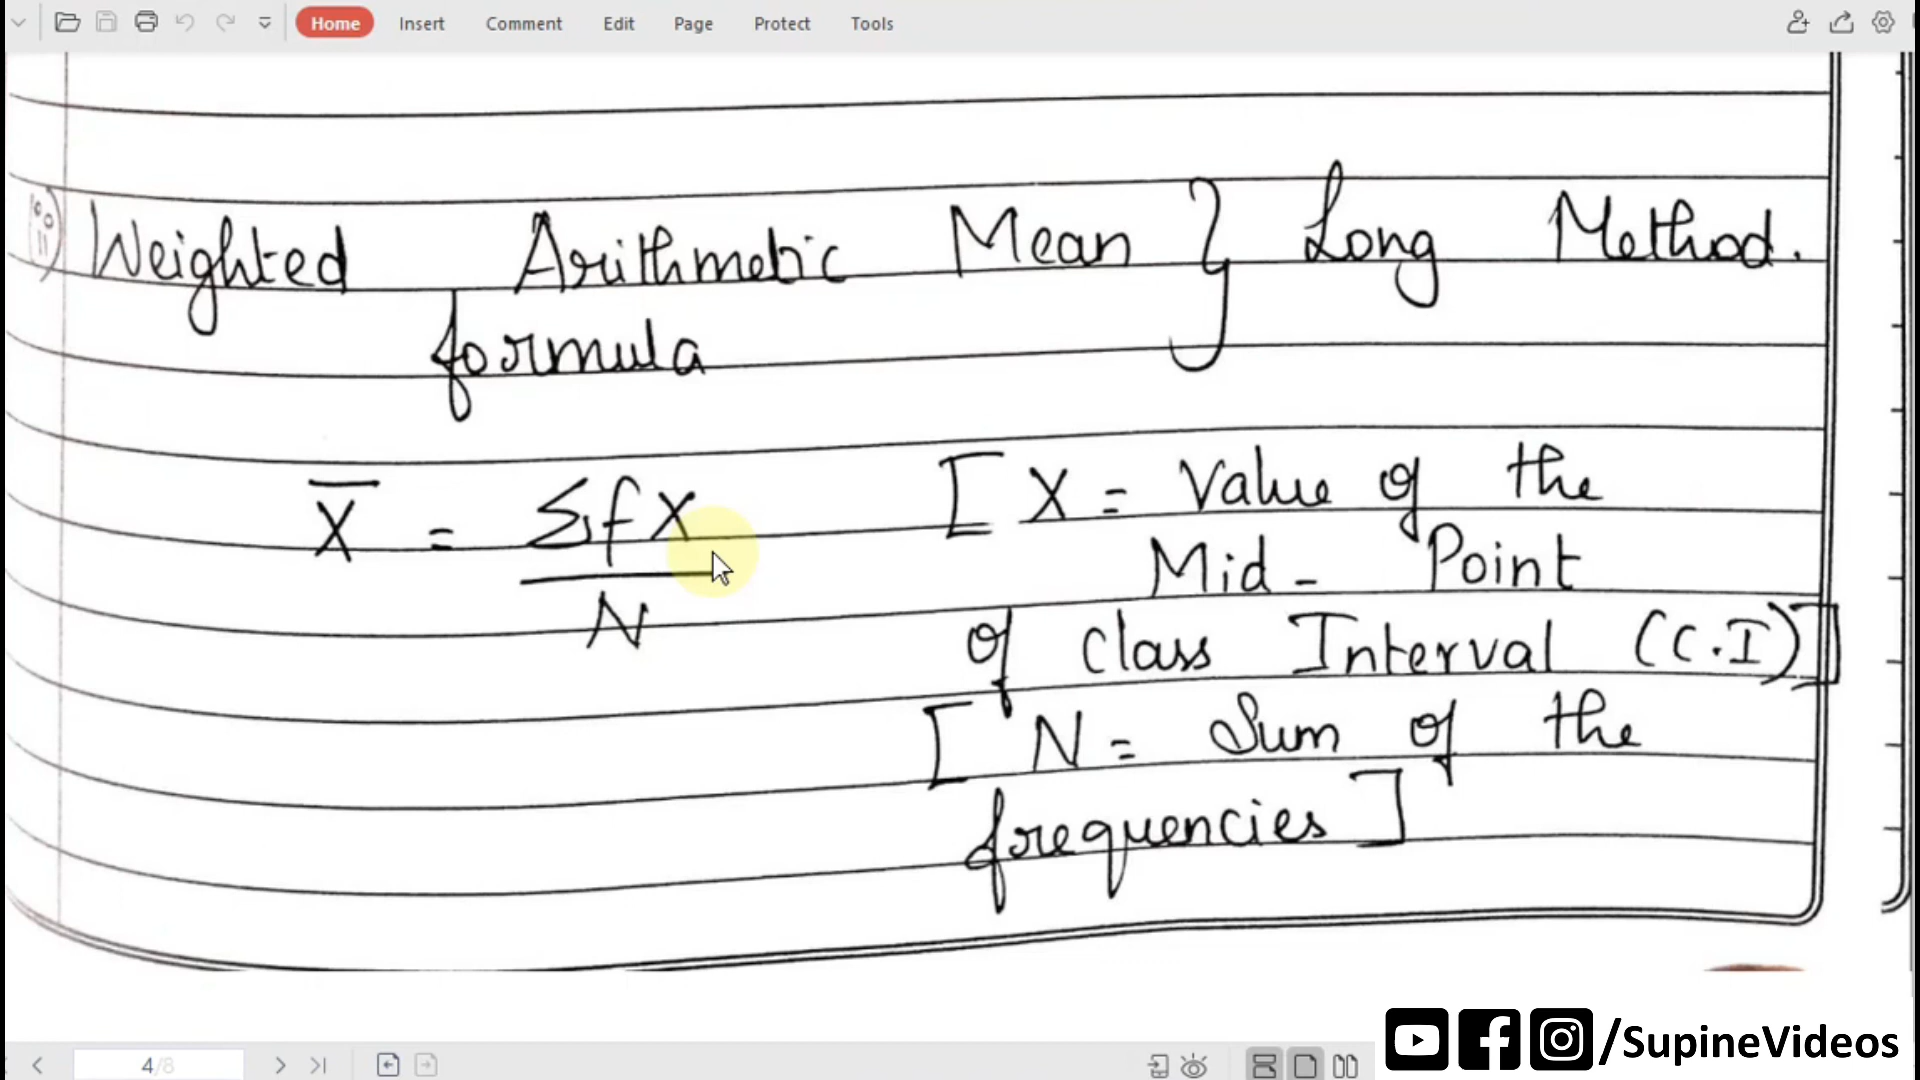 Home Insert Comment Edit Page Protect Tools
Weighted Arithmetic Mean } Long Method.
formula
X̅ = ΣfX / N
[X = Value of the
Mid - Point
of Class Interval (C.I)]
[N = Sum of the
frequencies]
4/8
/SupineVideos